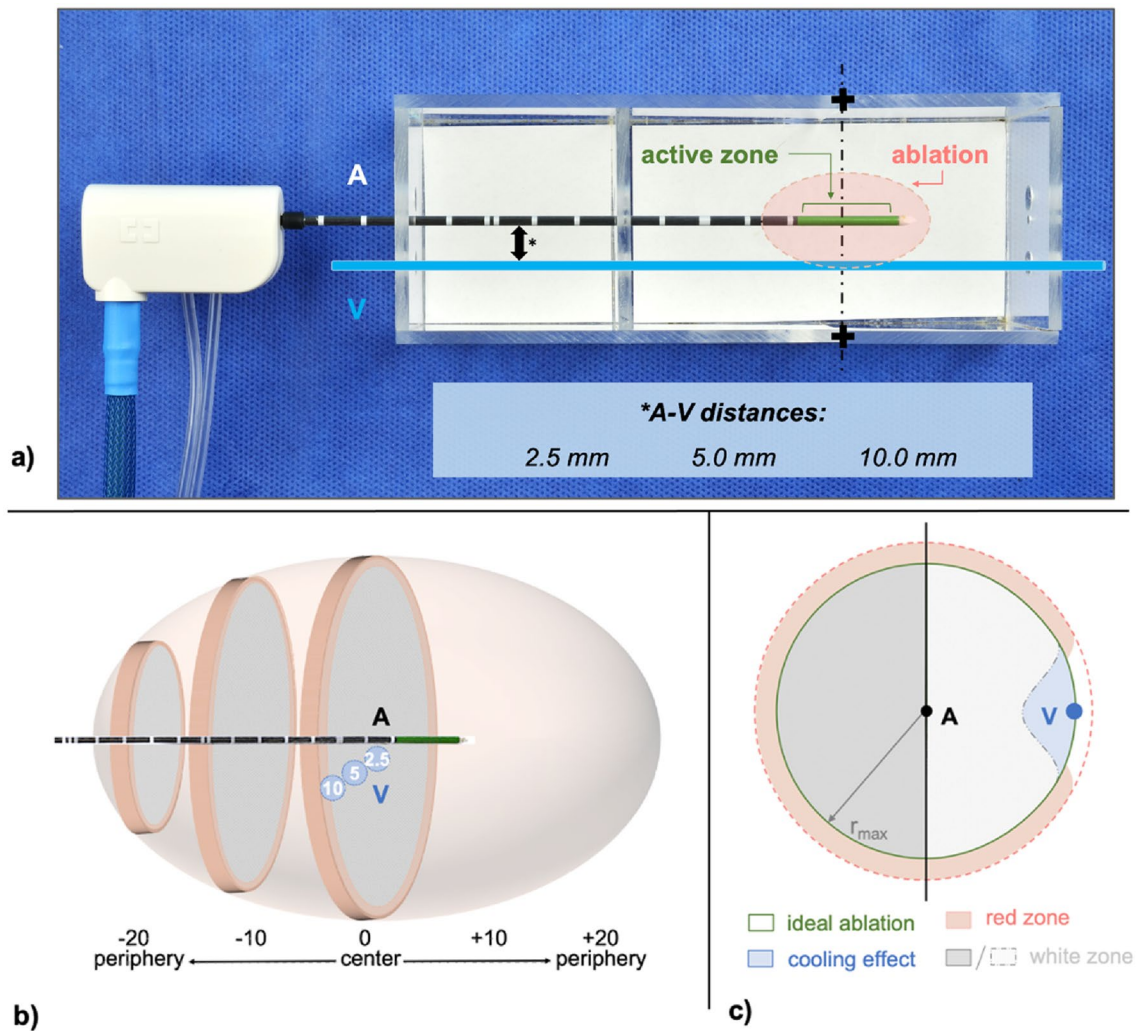 A
active zone
ablation
*
V
*A-V distances:
2.5 mm 5.0 mm 10.0 mm
a)
A
2.5
5
10
V
-20 -10 0 +10 +20
periphery center periphery
b)
A
V
rmax
ideal ablation
red zone
cooling effect
/ white zone
c)